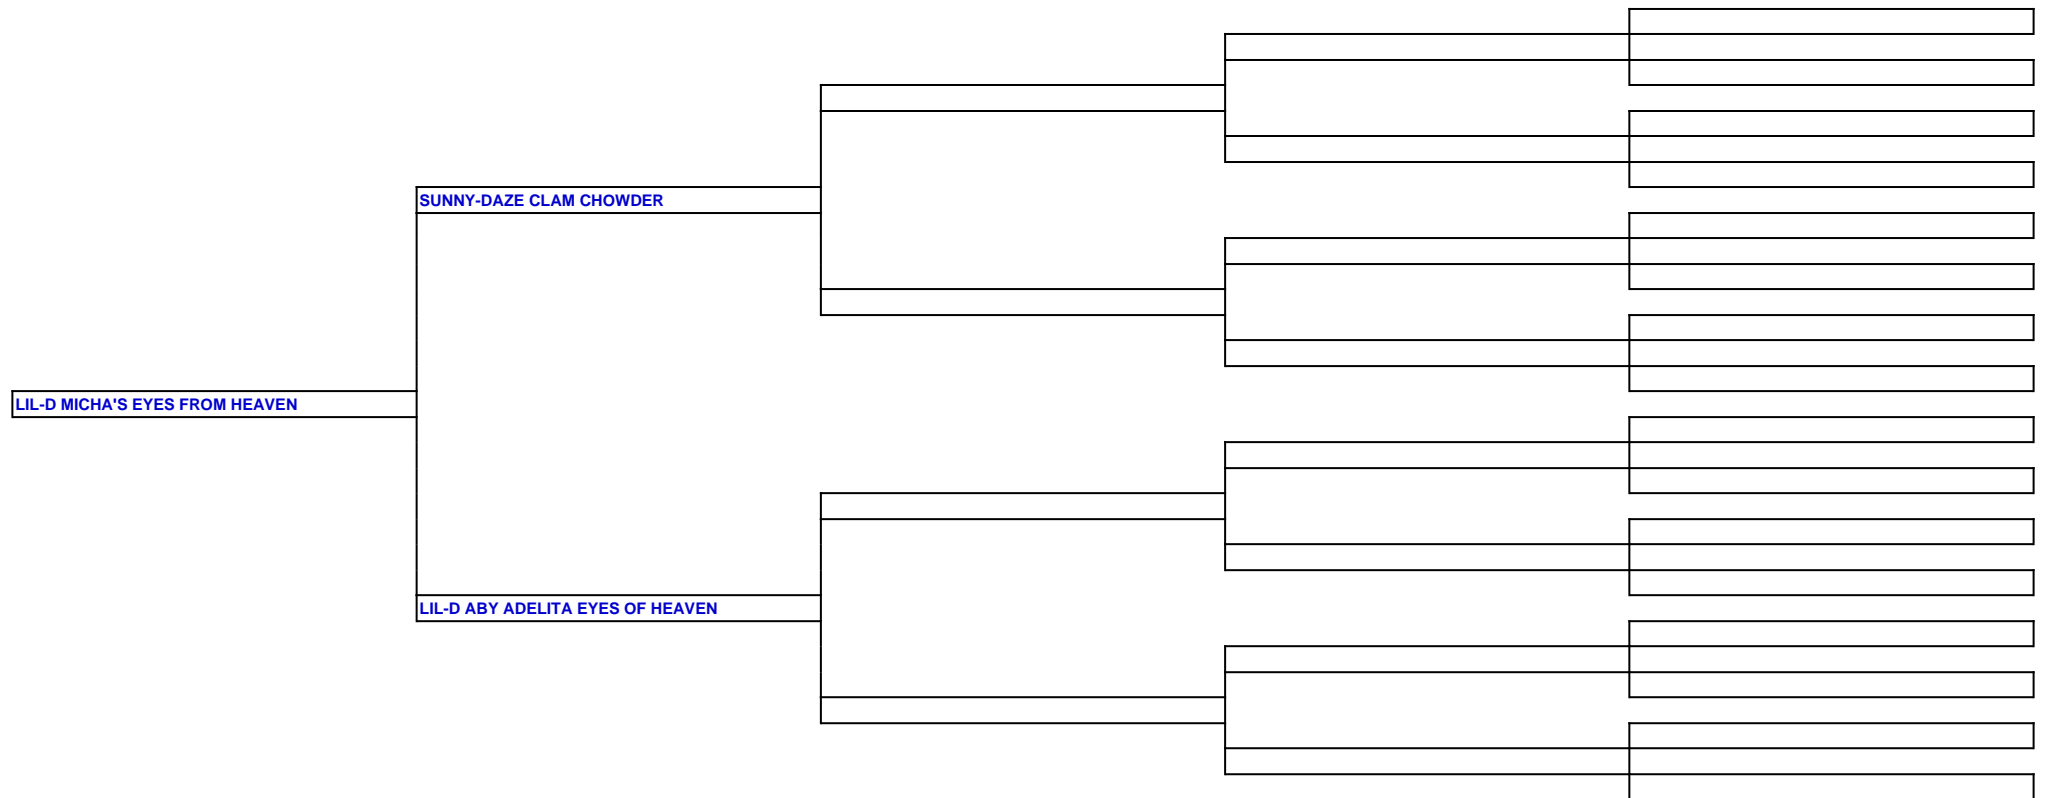 SUNNY-DAZE CLAM CHOWDER
LIL-D MICHA'S EYES FROM HEAVEN
LIL-D ABY ADELITA EYES OF HEAVEN